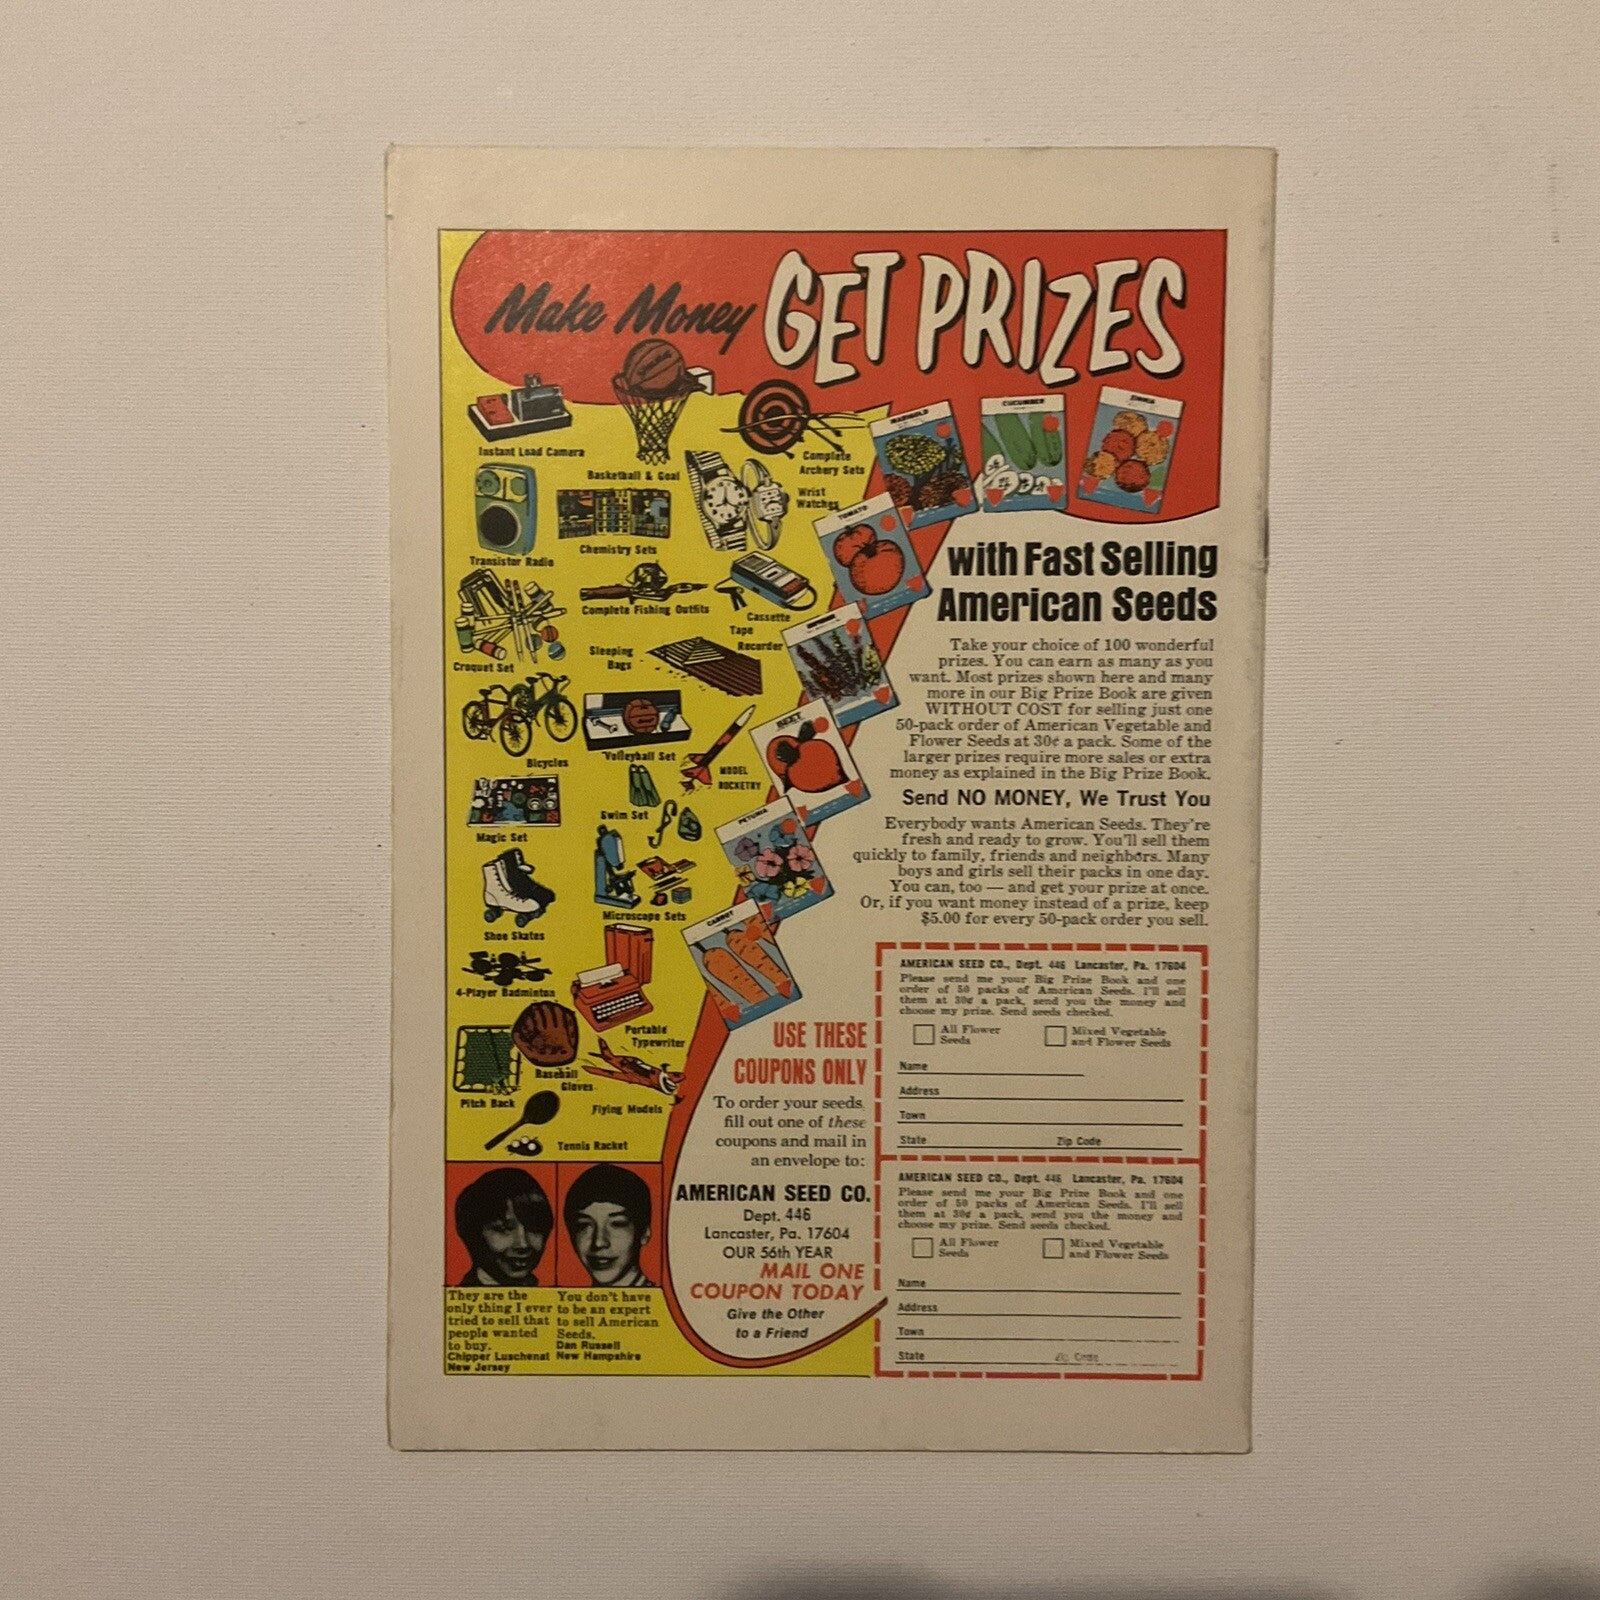 Make Money GET PRIZES
Instant Load Camera
Basketball & Goal
Complete
Archery Sets
Wrist
Watches
Transistor Radio
Chemistry Sets
Complete Fishing Outfits
Cassette
Tape
Recorder
Croquet Set
Sleeping
Bags
Bicycles
Volleyball Set
MODEL
ROCKETRY
Magic Set
Swim Set
Shoe Skates
Microscope Sets
4-Player Badminton
Portable
Typewriter
Baseball
Gloves
Pitch Back
Flying Models
Tennis Racket
MARIGOLD
CUCUMBER
ZINNIA
TOMATO
BEET
PETUNIA
CARROT
with Fast Selling
American Seeds
Take your choice of 100 wonderful
prizes. You can earn as many as you
want. Most prizes shown here and many
more in our Big Prize Book are given
WITHOUT COST for selling just one
50-pack order of American Vegetable and
Flower Seeds at 30¢ a pack. Some of the
larger prizes require more sales or extra
money as explained in the Big Prize Book.
Send NO MONEY, We Trust You
Everybody wants American Seeds. They're
fresh and ready to grow. You'll sell them
quickly to family, friends and neighbors. Many
boys and girls sell their packs in one day.
You can, too — and get your prize at once.
Or, if you want money instead of a prize, keep
$5.00 for every 50-pack order you sell.
USE THESE
COUPONS ONLY
To order your seeds,
fill out one of these
coupons and mail in
an envelope to:
AMERICAN SEED CO.
Dept. 446
Lancaster, Pa. 17604
OUR 56th YEAR
MAIL ONE
COUPON TODAY
Give the Other
to a Friend
AMERICAN SEED CO., Dept. 446 Lancaster, Pa. 17604
Please send me your Big Prize Book and one
order of 50 packs of American Seeds. I'll sell
them at 30¢ a pack, send you the money and
choose my prize. Send seeds checked.
All Flower
Seeds
Mixed Vegetable
and Flower Seeds
Name
Address
Town
State Zip Code
AMERICAN SEED CO., Dept. 446 Lancaster, Pa. 17604
Please send me your Big Prize Book and one
order of 50 packs of American Seeds. I'll sell
them at 30¢ a pack, send you the money and
choose my prize. Send seeds checked.
All Flower
Seeds
Mixed Vegetable
and Flower Seeds
Name
Address
Town
State Zip Code
They are the
only thing I ever
tried to sell that
people wanted
to buy.
Chipper Luschenat
New Jersey
You don't have
to be an expert
to sell American
Seeds.
Dan Russell
New Hampshire